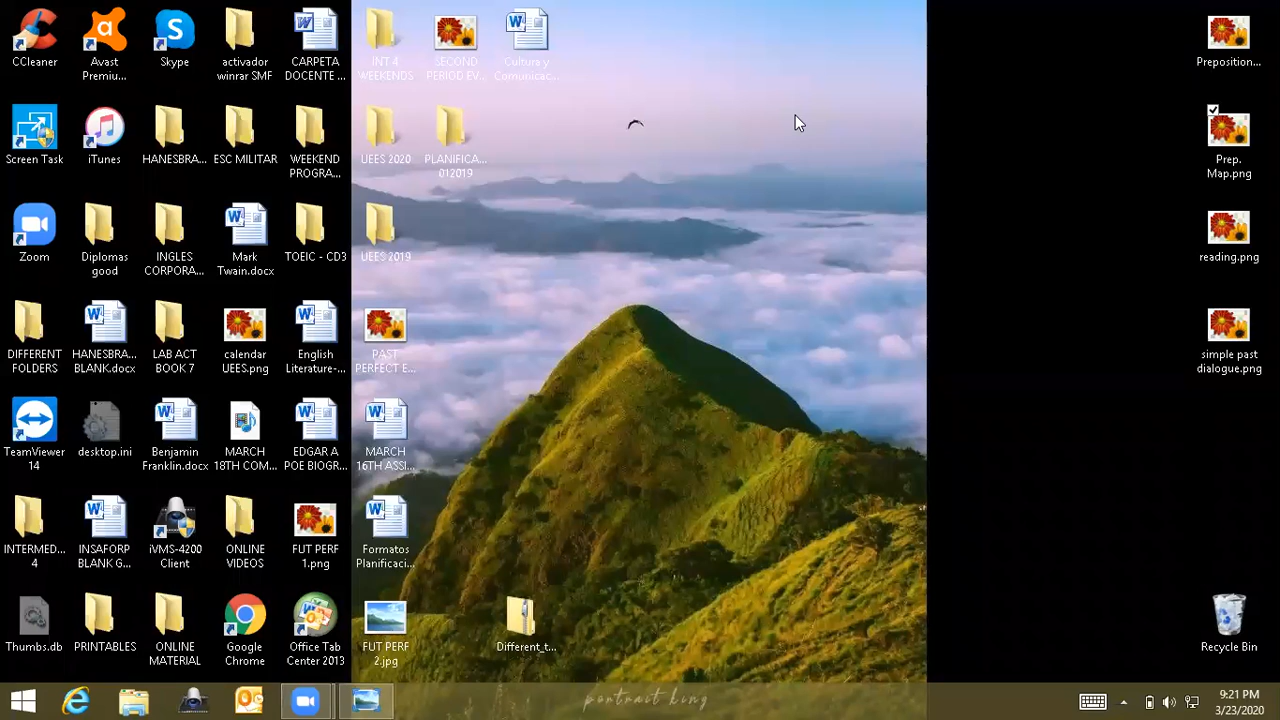 CCleaner
Avast
Premiu...
Skype
activador
winrar SMF
CARPETA
DOCENTE ...
INT 4
WEEKENDS
SECOND
PERIOD EV...
Cultura y
Comunicac...
Preposition...
Screen Task
iTunes
HANESBRA...
ESC MILITAR
WEEKEND
PROGRA...
UEES 2020
PLANIFICA...
012019
Prep.
Map.png
Zoom
Diplomas
good
INGLES
CORPORA...
Mark
Twain.docx
TOEIC - CD3
UEES 2019
reading.png
DIFFERENT
FOLDERS
HANESBRA...
BLANK.docx
LAB ACT
BOOK 7
calendar
UEES.png
English
Literature-...
PAST
PERFECT E...
simple past
dialogue.png
TeamViewer
14
desktop.ini
Benjamin
Franklin.docx
MARCH
18TH COM...
EDGAR A
POE BIOGR...
MARCH
16TH ASSI...
INTERMED...
4
INSAFORP
BLANK G...
iVMS-4200
Client
ONLINE
VIDEOS
FUT PERF
1.png
Formatos
Planificaci...
Thumbs.db
PRINTABLES
ONLINE
MATERIAL
Google
Chrome
Office Tab
Center 2013
FUT PERF
2.jpg
Different_t...
Recycle Bin
portrait king
9:21 PM
3/23/2020